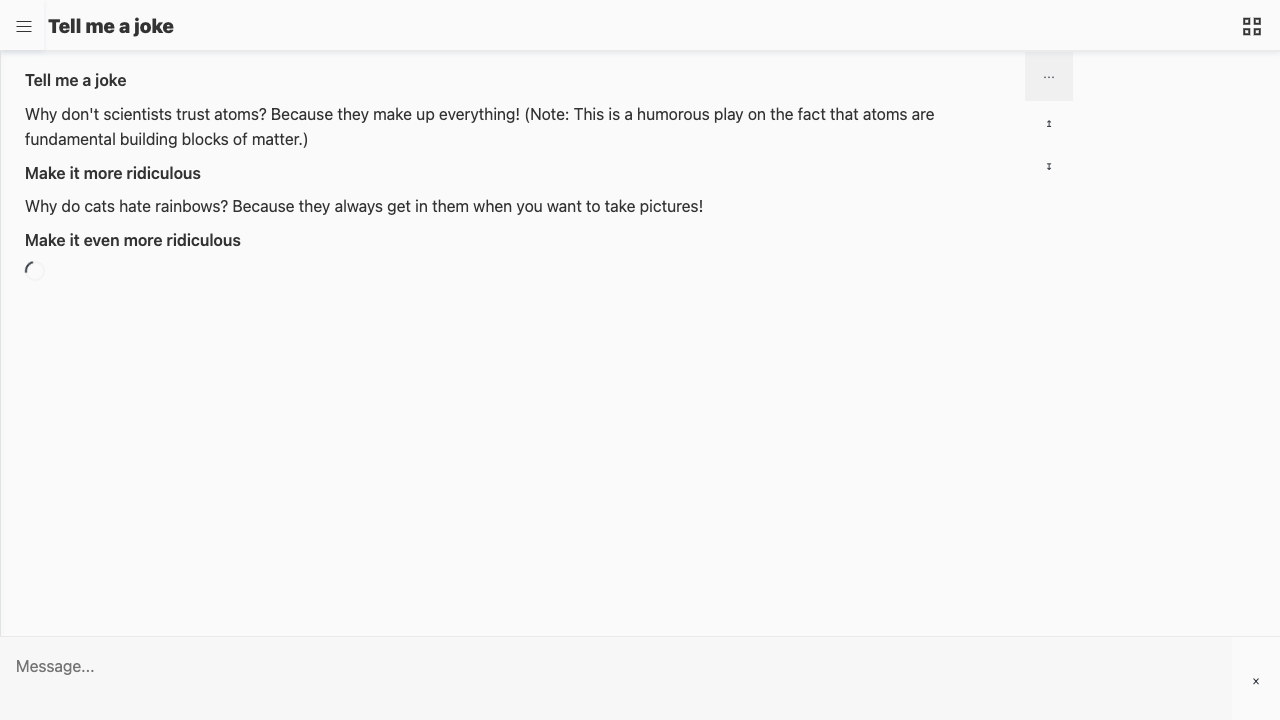 Tell me a joke
Tell me a joke
...
Why don't scientists trust atoms? Because they make up everything! (Note: This is a humorous play on the fact that atoms are
fundamental building blocks of matter.)
↥
↧
Make it more ridiculous
Why do cats hate rainbows? Because they always get in them when you want to take pictures!
Make it even more ridiculous
Message...
x